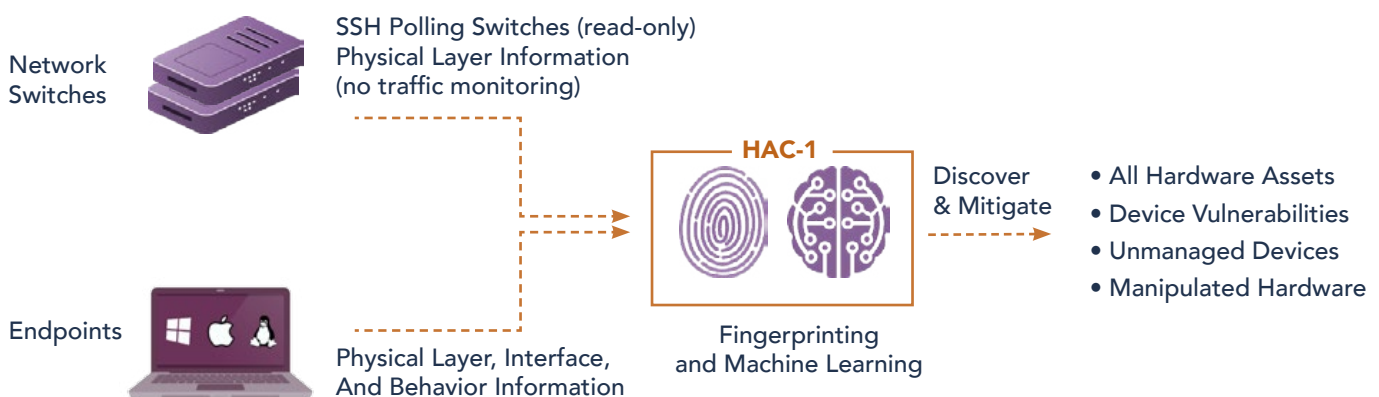 Network
Switches
SSH Polling Switches (read-only)
Physical Layer Information
(no traffic monitoring)
HAC-1
Discover
& Mitigate
• All Hardware Assets
• Device Vulnerabilities
• Unmanaged Devices
• Manipulated Hardware
Endpoints
Physical Layer, Interface,
And Behavior Information
Fingerprinting
and Machine Learning